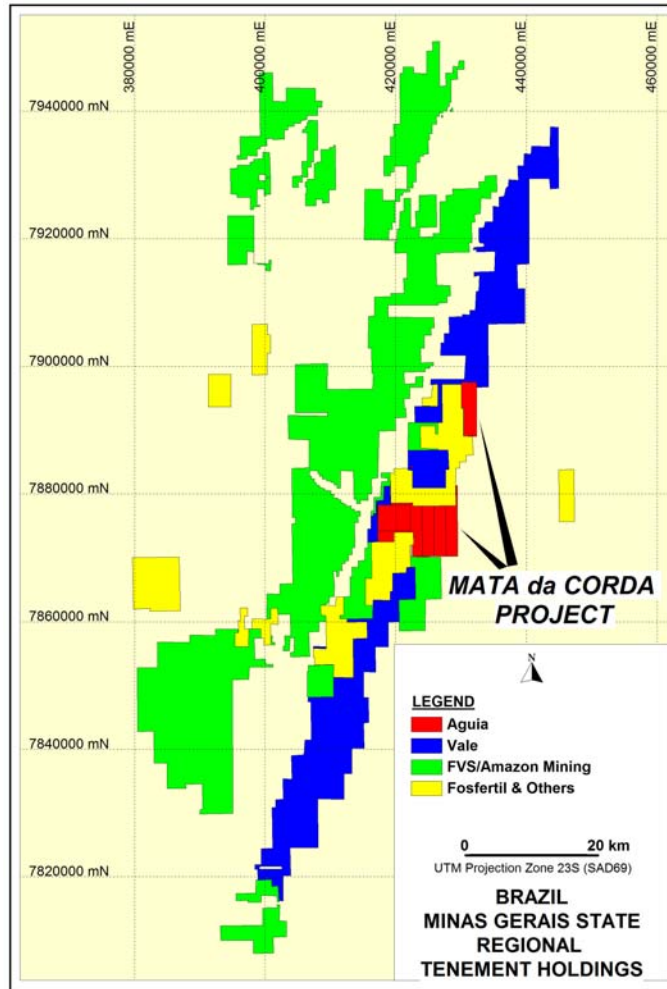 380000 mE
400000 mE
420000 mE
440000 mE
460000 mE
7940000 mN
7920000 mN
7900000 mN
7880000 mN
7860000 mN
7840000 mN
7820000 mN
MATA da CORDA
PROJECT
N
LEGEND
Aguia
Vale
FVS/Amazon Mining
Fosfertil & Others
0 20 km
UTM Projection Zone 23S (SAD69)
BRAZIL
MINAS GERAIS STATE
REGIONAL
TENEMENT HOLDINGS